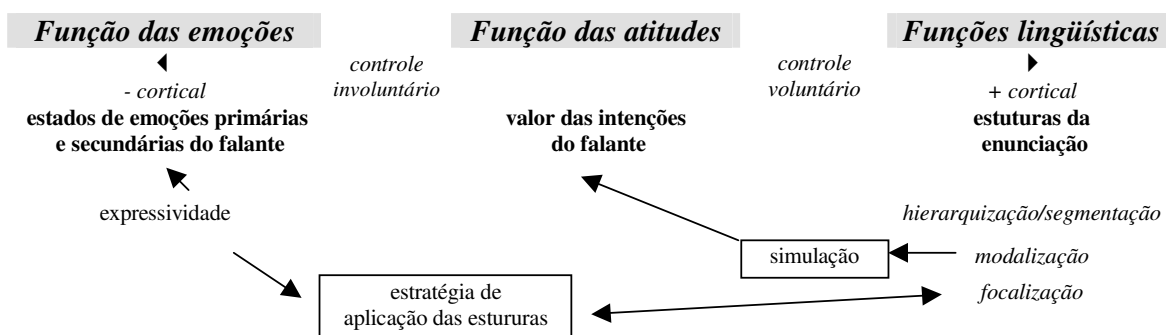 Função das emoções
Função das atitudes
Funções lingüísticas
controle
involuntário
controle
voluntário
- cortical
+ cortical
estados de emoções primárias
e secundárias do falante
valor das intenções
do falante
estuturas da
enunciação
expressividade
hierarquização/segmentação
simulação
modalização
estratégia de
aplicação das estururas
focalização